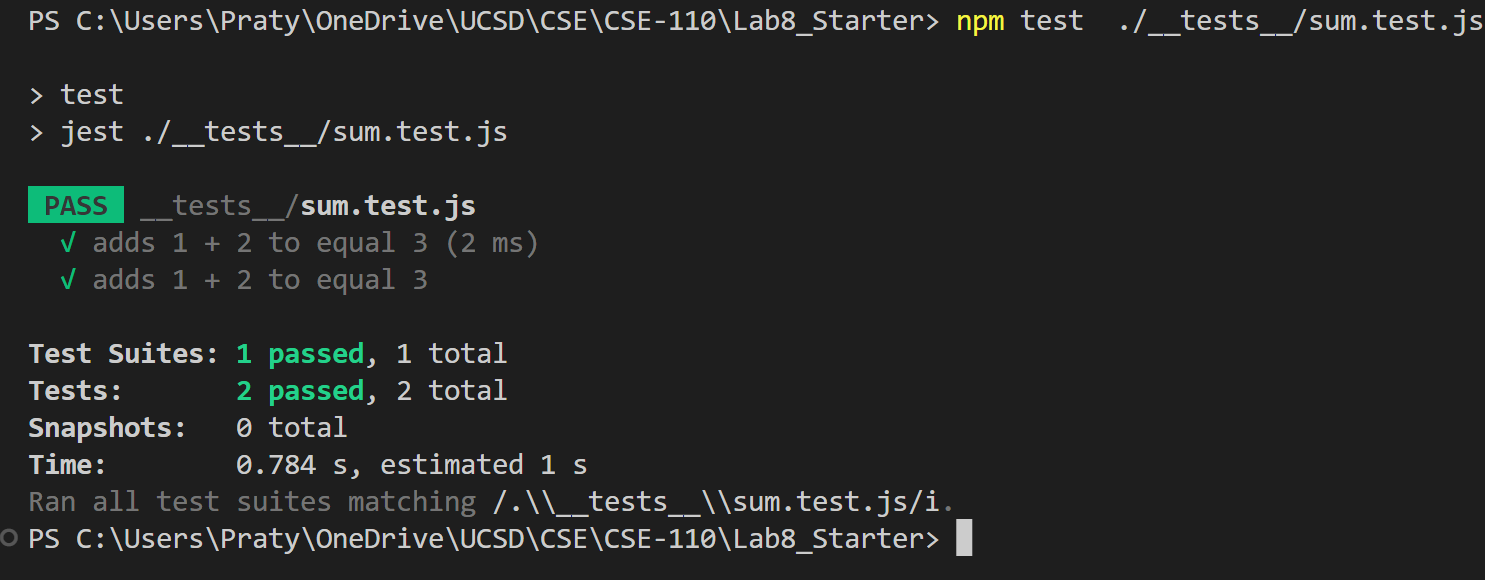 PS C:\Users\Praty\OneDrive\UCSD\CSE\CSE-110\Lab8_Starter> npm test  ./__tests__/sum.test.js
> test
> jest ./__tests__/sum.test.js
PASS __tests__/sum.test.js
√ adds 1 + 2 to equal 3 (2 ms)
√ adds 1 + 2 to equal 3
Test Suites: 1 passed, 1 total
Tests:       2 passed, 2 total
Snapshots:   0 total
Time:        0.784 s, estimated 1 s
Ran all test suites matching /.\\__tests__\\sum.test.js/i.
PS C:\Users\Praty\OneDrive\UCSD\CSE\CSE-110\Lab8_Starter>